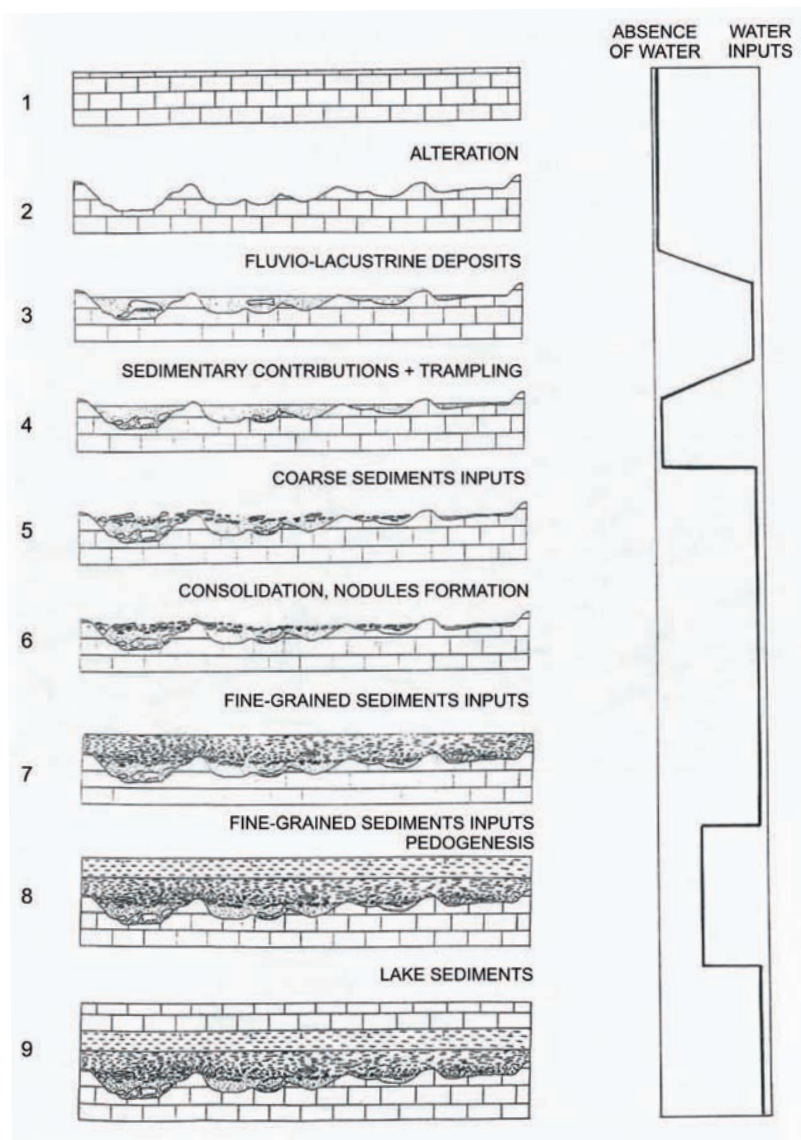 ABSENCE
OF WATER
WATER
INPUTS
1
ALTERATION
2
FLUVIO-LACUSTRINE DEPOSITS
3
SEDIMENTARY CONTRIBUTIONS + TRAMPLING
4
COARSE SEDIMENTS INPUTS
5
CONSOLIDATION, NODULES FORMATION
6
FINE-GRAINED SEDIMENTS INPUTS
7
FINE-GRAINED SEDIMENTS INPUTS
PEDOGENESIS
8
LAKE SEDIMENTS
9